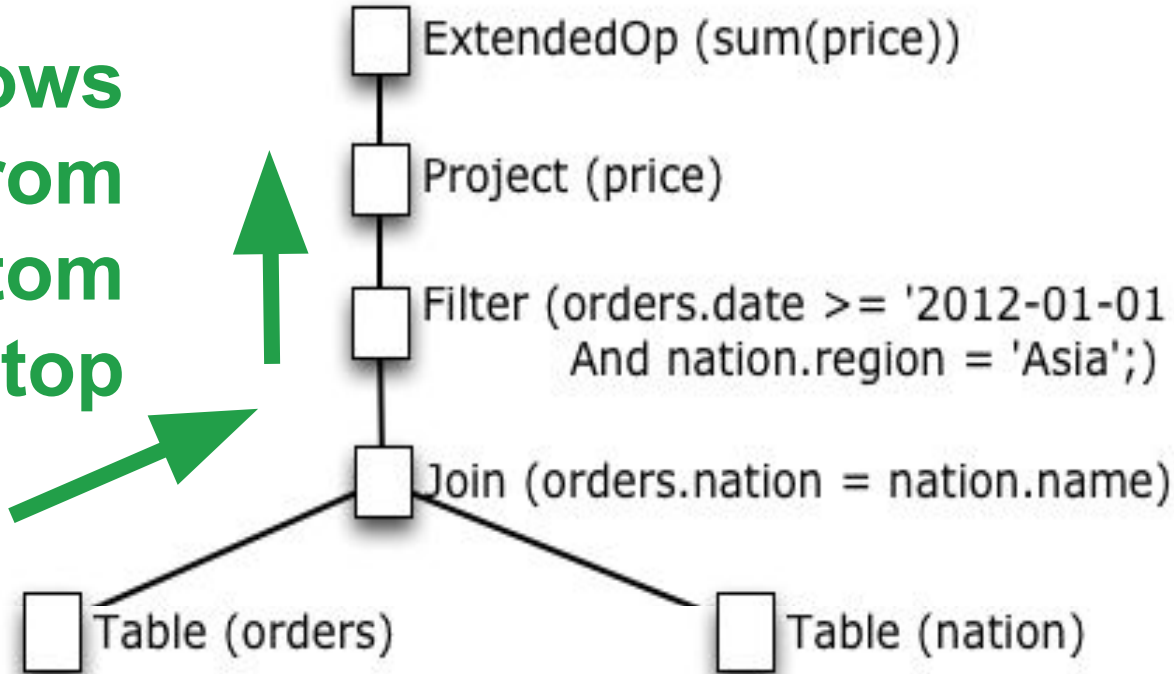 ows
rom
tom
top
ExtendedOp (sum(price))
Project (price)
Filter (orders.date >= '2012-01-01
And nation.region = 'Asia';)
Join (orders.nation = nation.name)
Table (orders)
Table (nation)